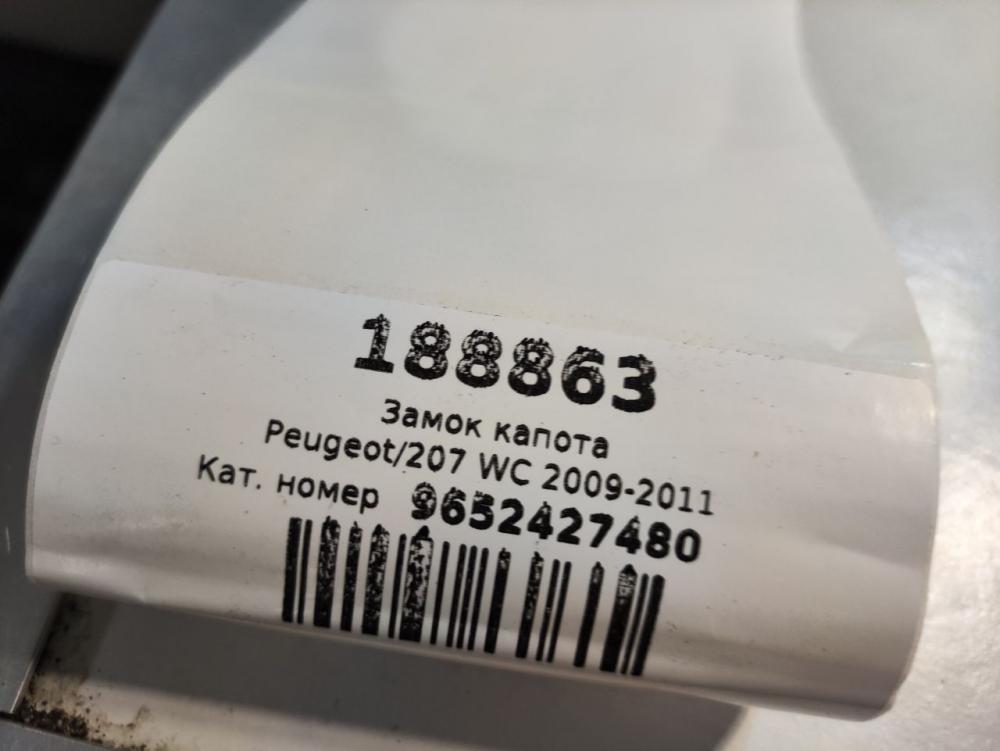 188863
Замок капота
Peugeot/207 WC 2009-2011
Кат. номер 9652427480